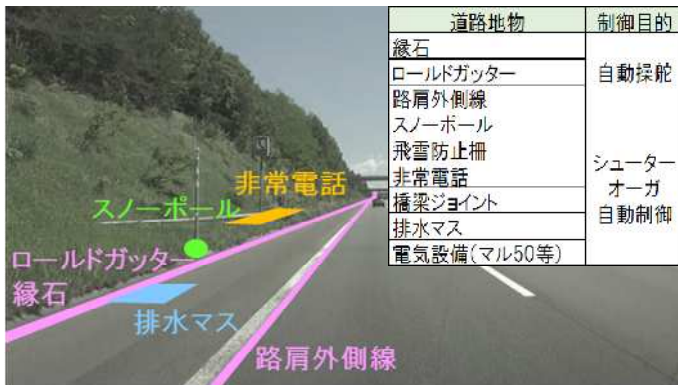 道路地物 制御目的
縁石
ロールドガッター 自動操舵
路肩外側線
スノーポール
飛雪防止柵
非常電話
橋梁ジョイント
排水マス
電気設備(マル50等)
シューター
オーガ
自動制御
非常電話
スノーポール
ロールドガッター
縁石
排水マス
路肩外側線